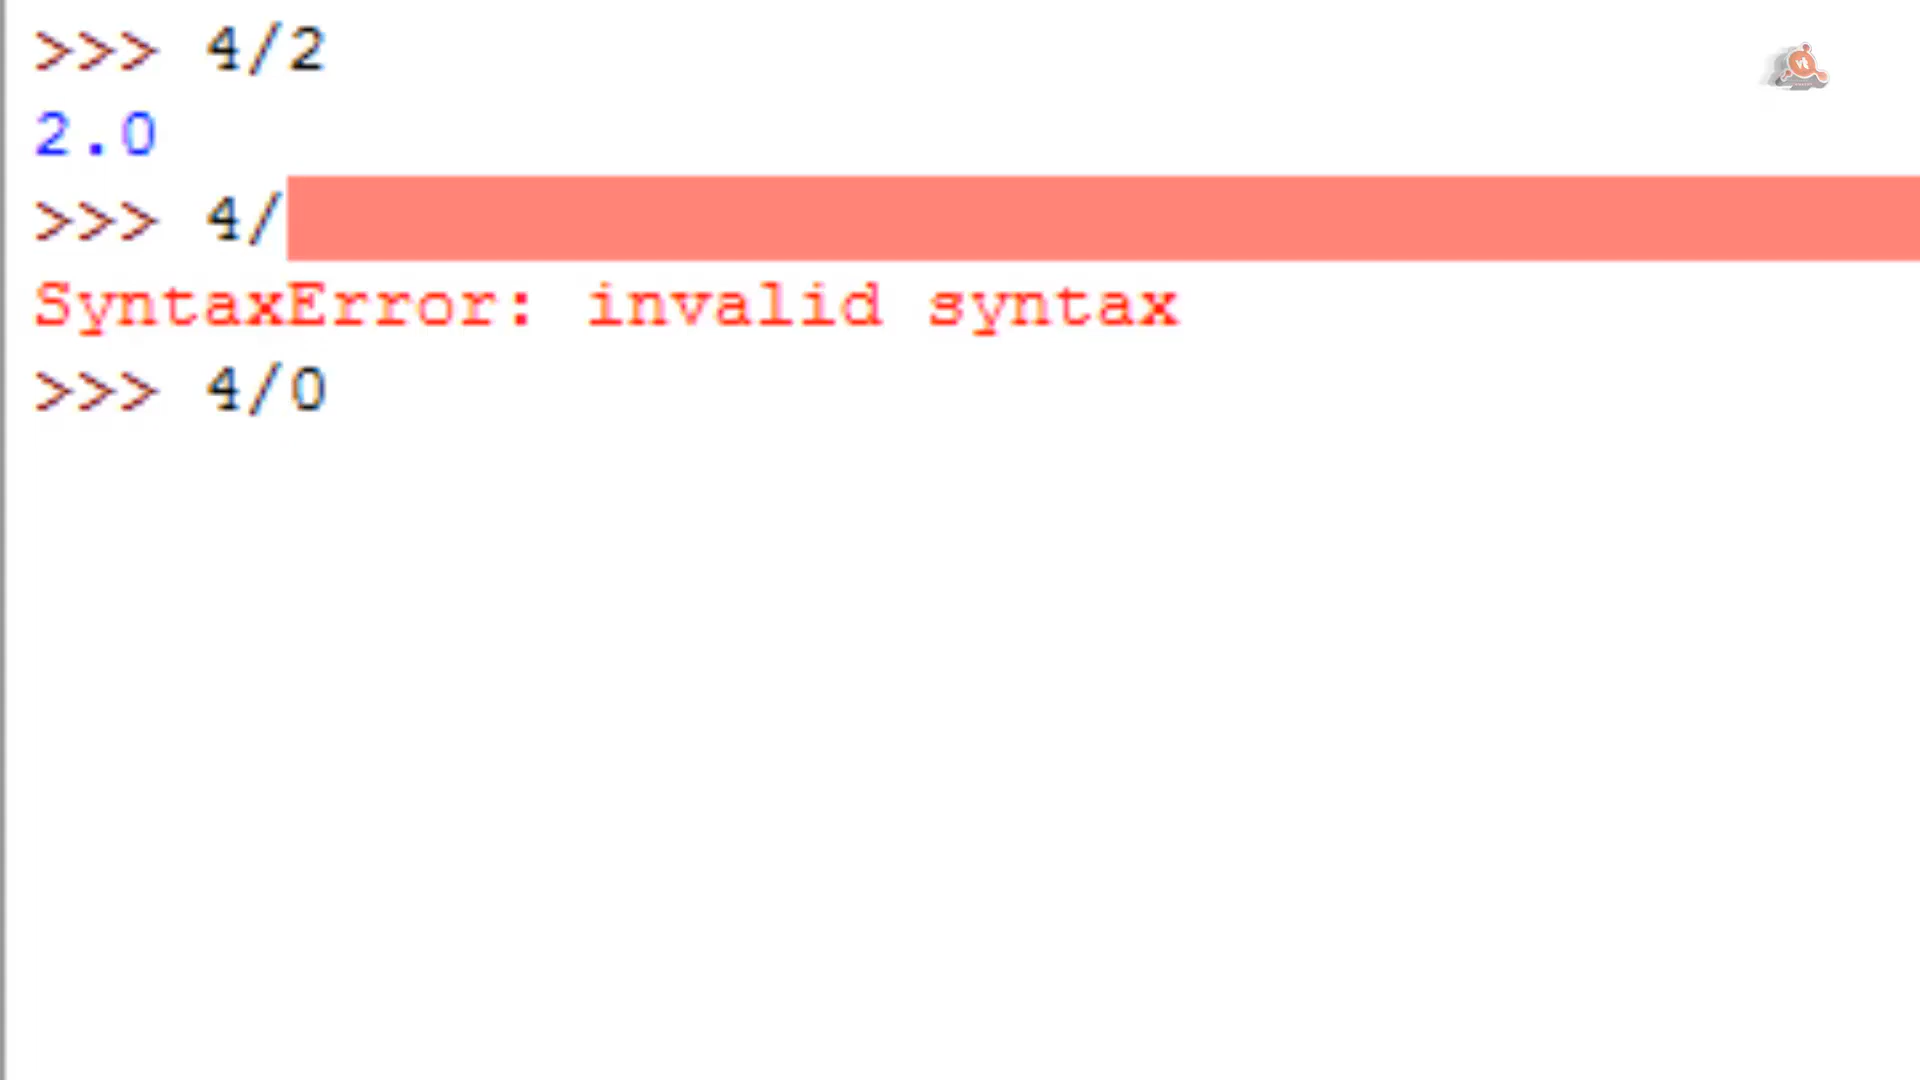 >>> 4/2
2.0
>>> 4/
SyntaxError: invalid syntax
>>> 4/0